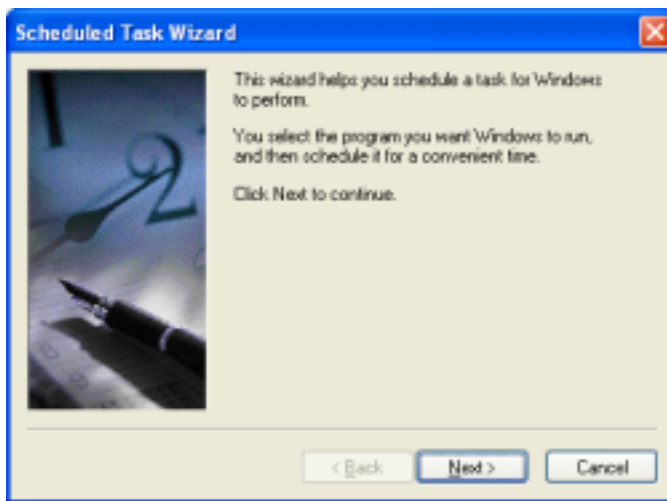 Scheduled Task Wizard
This wizard helps you schedule a task for Windows
to perform.
You select the program you want Windows to run,
and then schedule it for a convenient time.
Click Next to continue.
2
< Back
Next >
Cancel